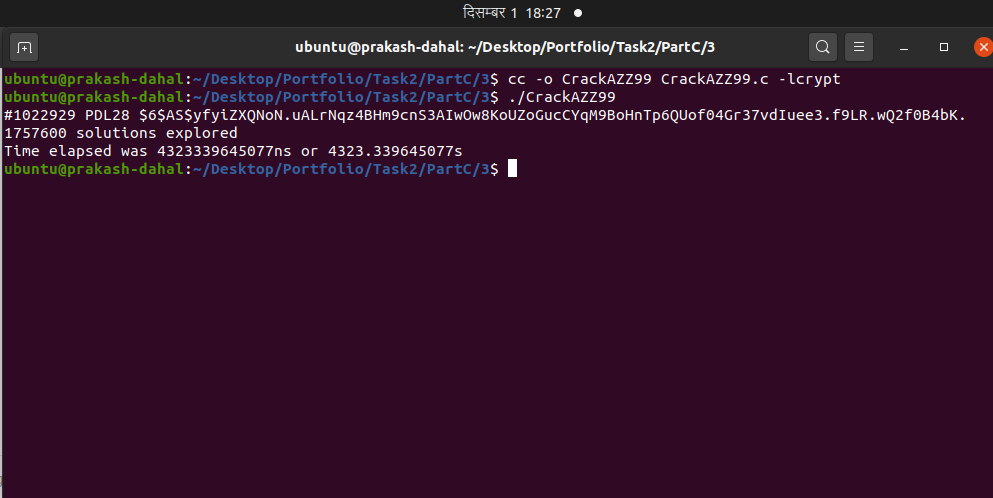 दिसम्बर 1 18:27
ubuntu@prakash-dahal: ~/Desktop/Portfolio/Task2/PartC/3
ubuntu@prakash-dahal:~/Desktop/Portfolio/Task2/PartC/3$ cc -o CrackAZZ99 CrackAZZ99.c -lcrypt
ubuntu@prakash-dahal:~/Desktop/Portfolio/Task2/PartC/3$ ./CrackAZZ99
#1022929 PDL28 $6$AS$yfyiZXQNoN.uALrNqz4BHm9cnS3AIwOw8KoUZoGucCYqM9BoHnTp6QUof04Gr37vdIuee3.f9LR.wQ2f0B4bK.
1757600 solutions explored
Time elapsed was 4323339645077ns or 4323.339645077s
ubuntu@prakash-dahal:~/Desktop/Portfolio/Task2/PartC/3$